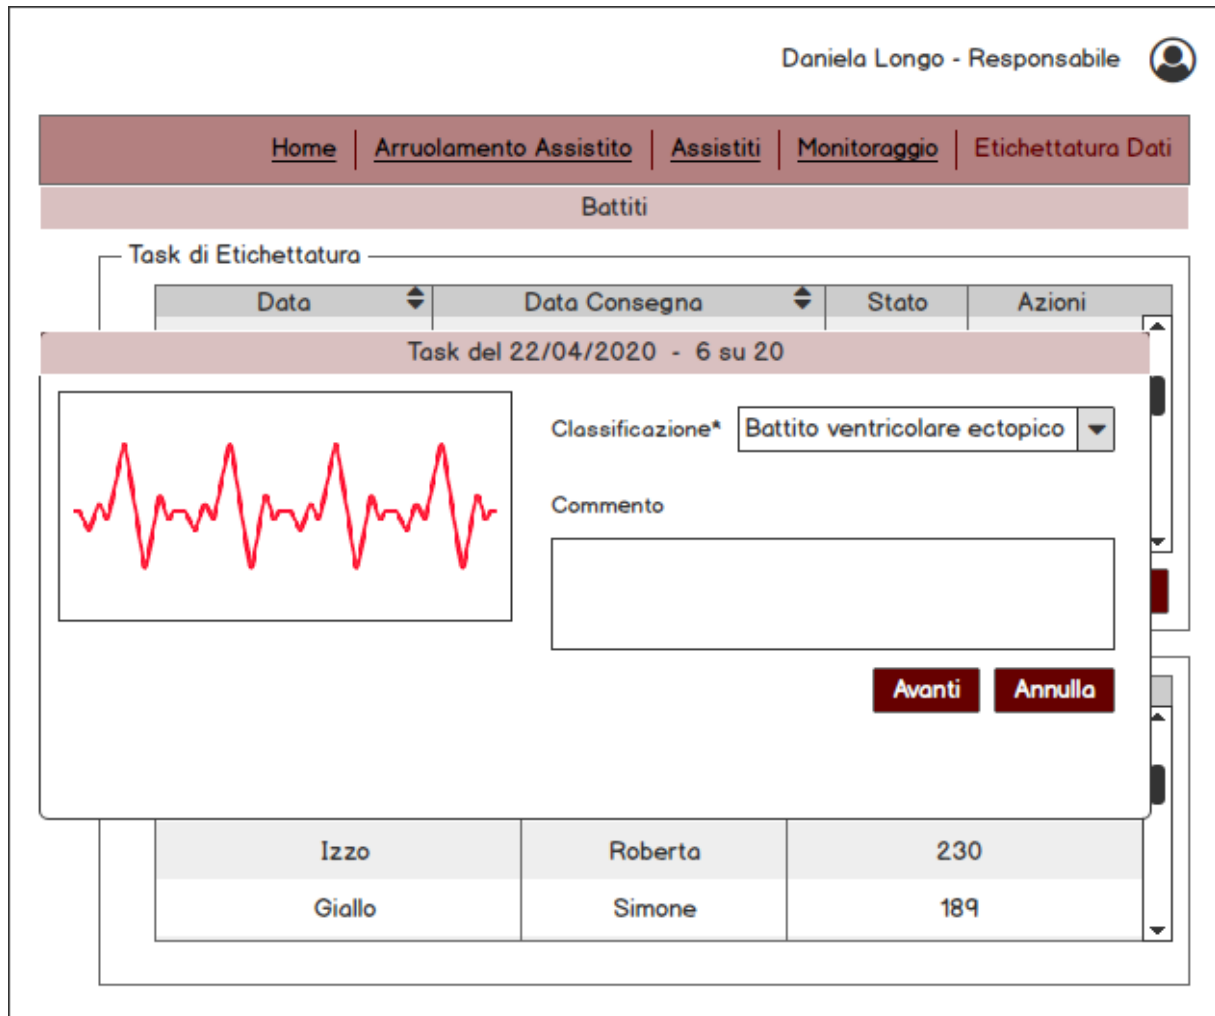 Daniela Longo - Responsabile
Home Arruolamento Assistito Assistiti Monitoraggio Etichettatura Dati
Battiti
Task di Etichettatura
Data Data Consegna Stato Azioni
Task del 22/04/2020 - 6 su 20
Classificazione* Battito ventricolare ectopico
Commento
Avanti Annulla
Izzo Roberta 230
Giallo Simone 189